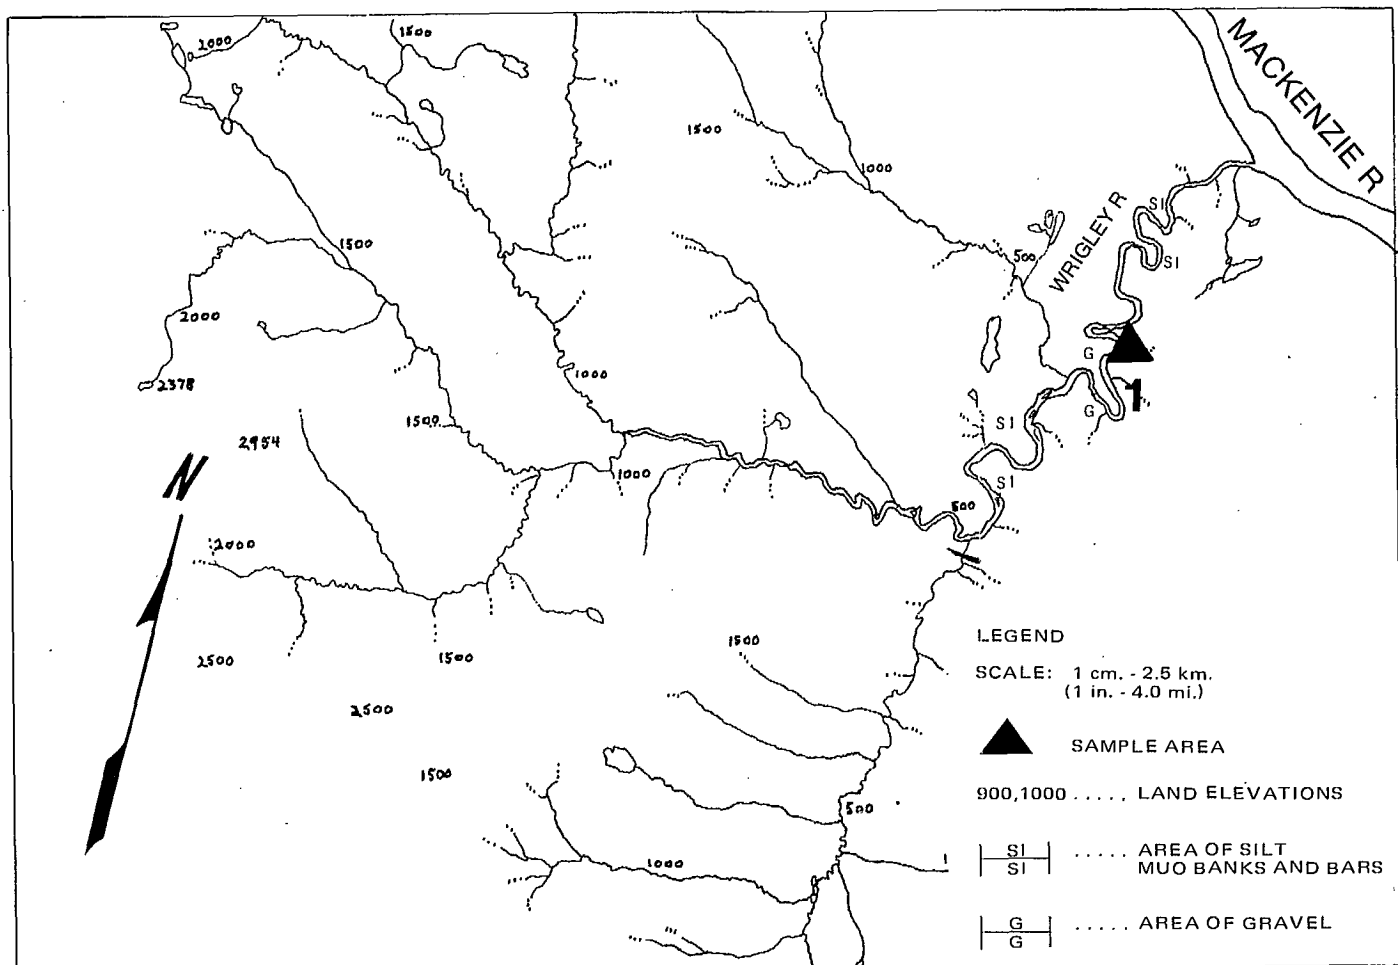 2000
1500
MACKENZIE R
1500
1000
WRIGLEY R
SI
SI
500
1500
2000
2378
1000
G
1
G
SI
1500
2954
N
1000
SI
500
2000
2500
1500
1500
2500
1500
500
1000
LEGEND
SCALE: 1 cm. - 2.5 km.
(1 in. - 4.0 mi.)
SAMPLE AREA
900,1000 ..... LAND ELEVATIONS
SI
SI
..... AREA OF SILT
MUO BANKS AND BARS
G
G
..... AREA OF GRAVEL